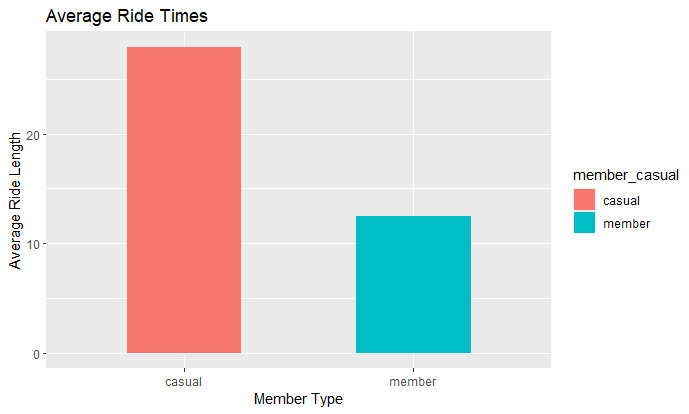 Average Ride Times
Average Ride Length
20
10
0
casual
member
Member Type
member_casual
casual
member